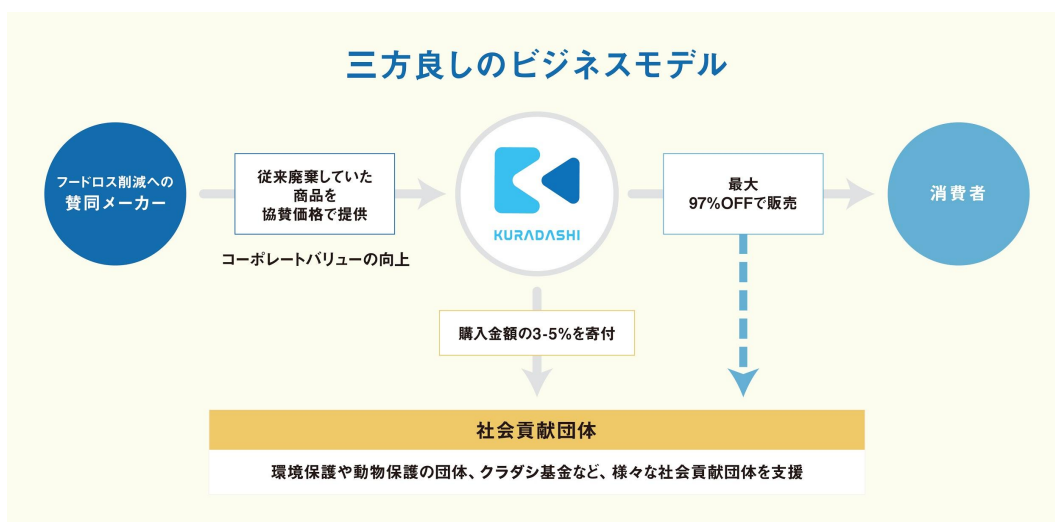 三方良しのビジネスモデル
フードロス削減への
賛同メーカー
従来廃棄していた
商品を
協賛価格で提供
コーポレートバリューの向上
KURADASHI
最大
97%OFFで販売
消費者
購入金額の3-5%を寄付
社会貢献団体
環境保護や動物保護の団体、クラダシ基金など、様々な社会貢献団体を支援